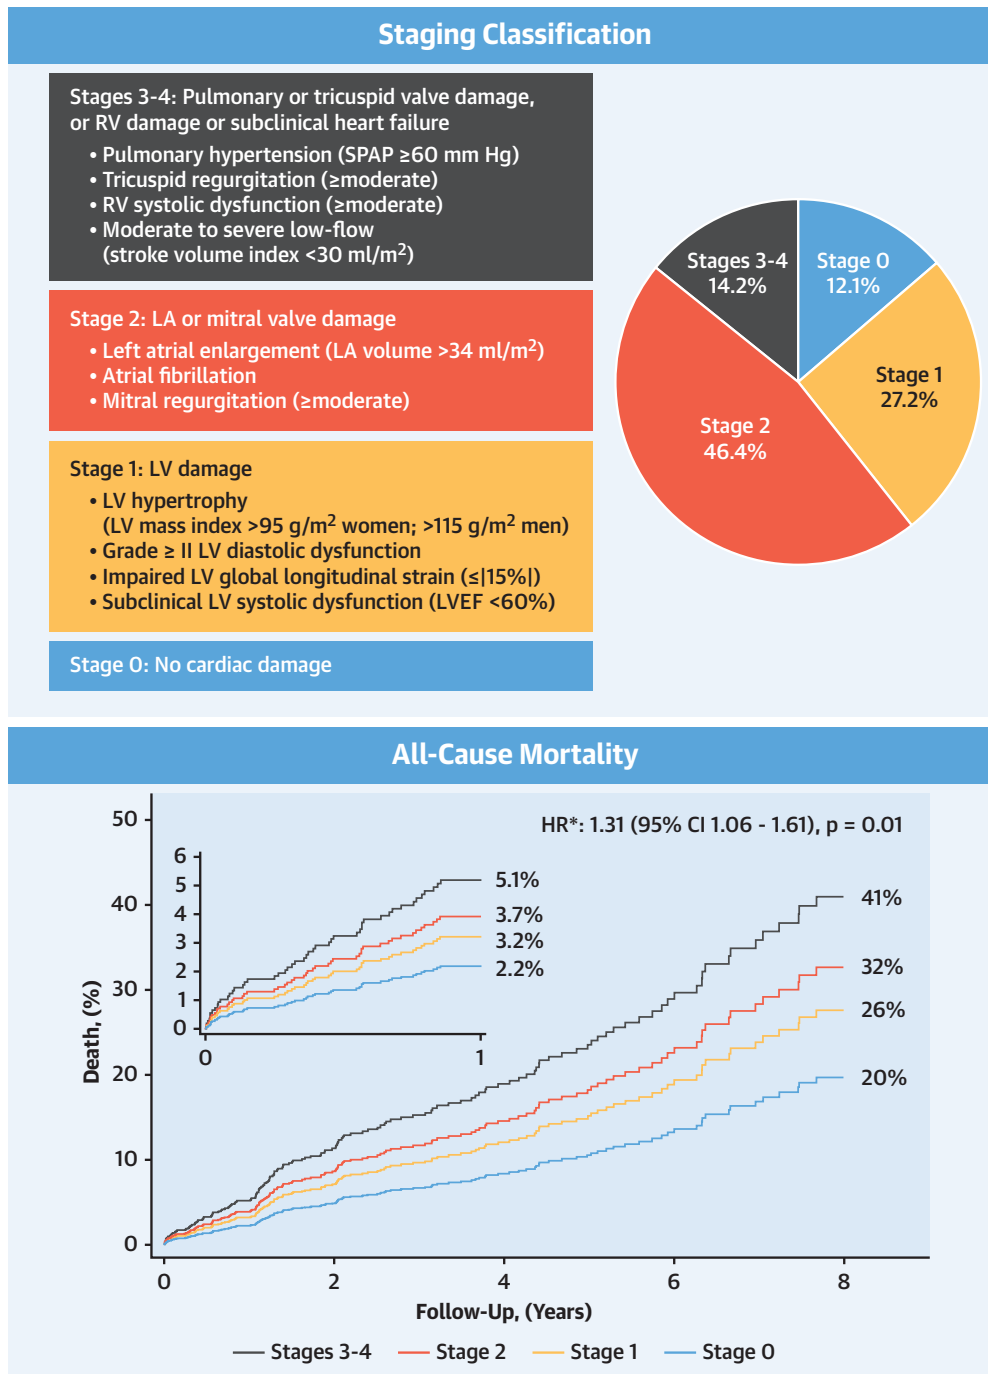 Staging Classification
Stages 3-4: Pulmonary or tricuspid valve damage,
or RV damage or subclinical heart failure
• Pulmonary hypertension (SPAP ≥60 mm Hg)
• Tricuspid regurgitation (≥moderate)
• RV systolic dysfunction (≥moderate)
• Moderate to severe low-flow
(stroke volume index <30 ml/m²)
Stage 2: LA or mitral valve damage
• Left atrial enlargement (LA volume >34 ml/m²)
• Atrial fibrillation
• Mitral regurgitation (≥moderate)
Stage 1: LV damage
• LV hypertrophy
(LV mass index >95 g/m² women; >115 g/m² men)
• Grade ≥ II LV diastolic dysfunction
• Impaired LV global longitudinal strain (≤|15%|)
• Subclinical LV systolic dysfunction (LVEF <60%)
Stage 0: No cardiac damage
Stages 3-4
14.2%
Stage 0
12.1%
Stage 1
27.2%
Stage 2
46.4%
All-Cause Mortality
HR*: 1.31 (95% CI 1.06 - 1.61), p = 0.01
Death, (%)
50
40
30
20
10
0
6
5
4
3
2
1
0
0
1
5.1%
3.7%
3.2%
2.2%
41%
32%
26%
20%
0
2
4
6
8
Follow-Up, (Years)
Stages 3-4
Stage 2
Stage 1
Stage 0